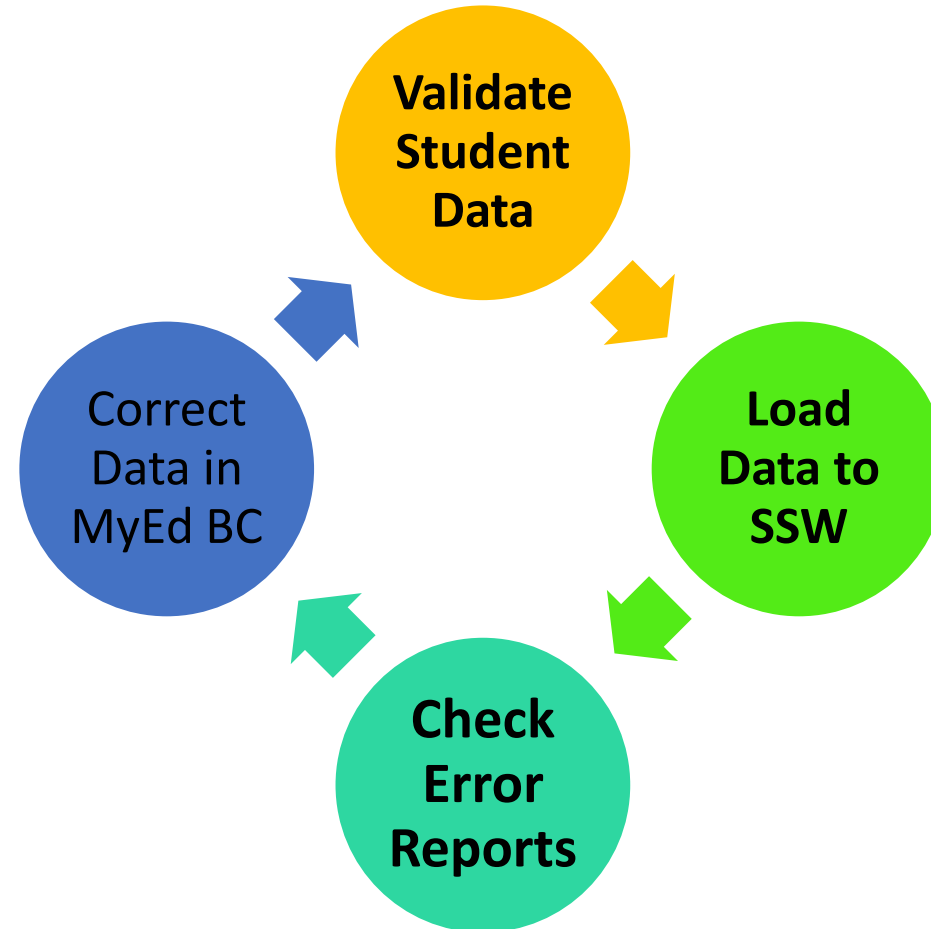 Validate
Student
Data
Load
Data to
SSW
Check
Error
Reports
Correct
Data in
MyEd BC